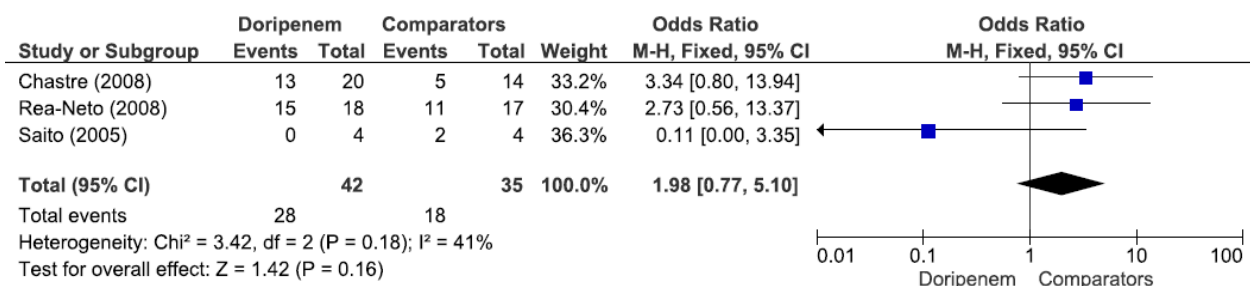 Doripenem Comparators Odds Ratio Odds Ratio
Study or Subgroup Events Total Events Total Weight M-H, Fixed, 95% CI M-H, Fixed, 95% CI
Chastre (2008) 13 20 5 14 33.2% 3.34 [0.80, 13.94]
Rea-Neto (2008) 15 18 11 17 30.4% 2.73 [0.56, 13.37]
Saito (2005) 0 4 2 4 36.3% 0.11 [0.00, 3.35]
Total (95% CI) 42 35 100.0% 1.98 [0.77, 5.10]
Total events 28 18
Heterogeneity: Chi² = 3.42, df = 2 (P = 0.18); I² = 41%
Test for overall effect: Z = 1.42 (P = 0.16)
0.01 0.1 1 10 100
Doripenem Comparators